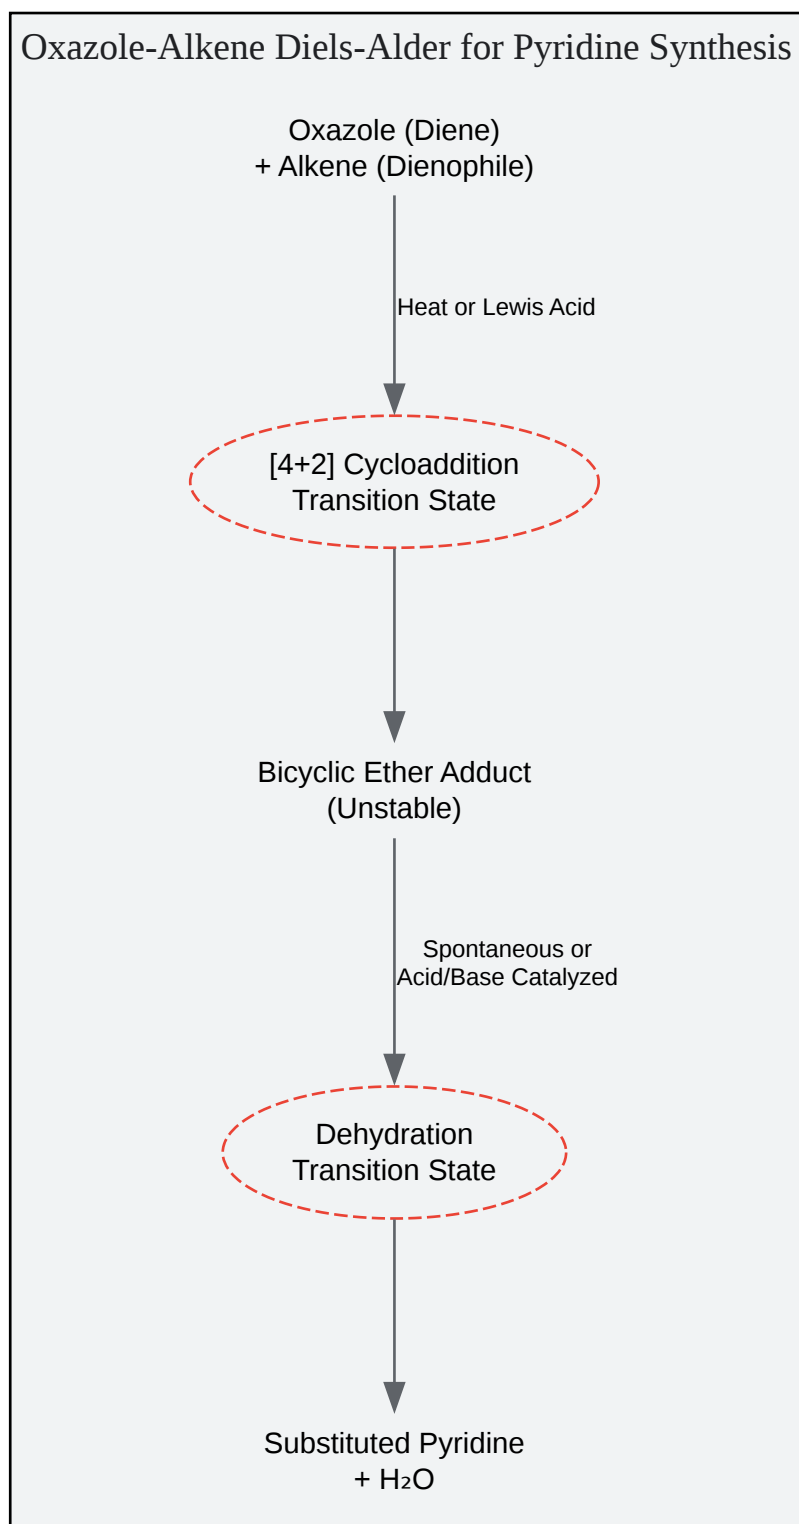 Oxazole-Alkene Diels-Alder for Pyridine Synthesis
Oxazole (Diene)
+ Alkene (Dienophile)
Heat or Lewis Acid
[4+2] Cycloaddition
Transition State
Bicyclic Ether Adduct
(Unstable)
Spontaneous or
Acid/Base Catalyzed
Dehydration
Transition State
Substituted Pyridine
+ H₂O